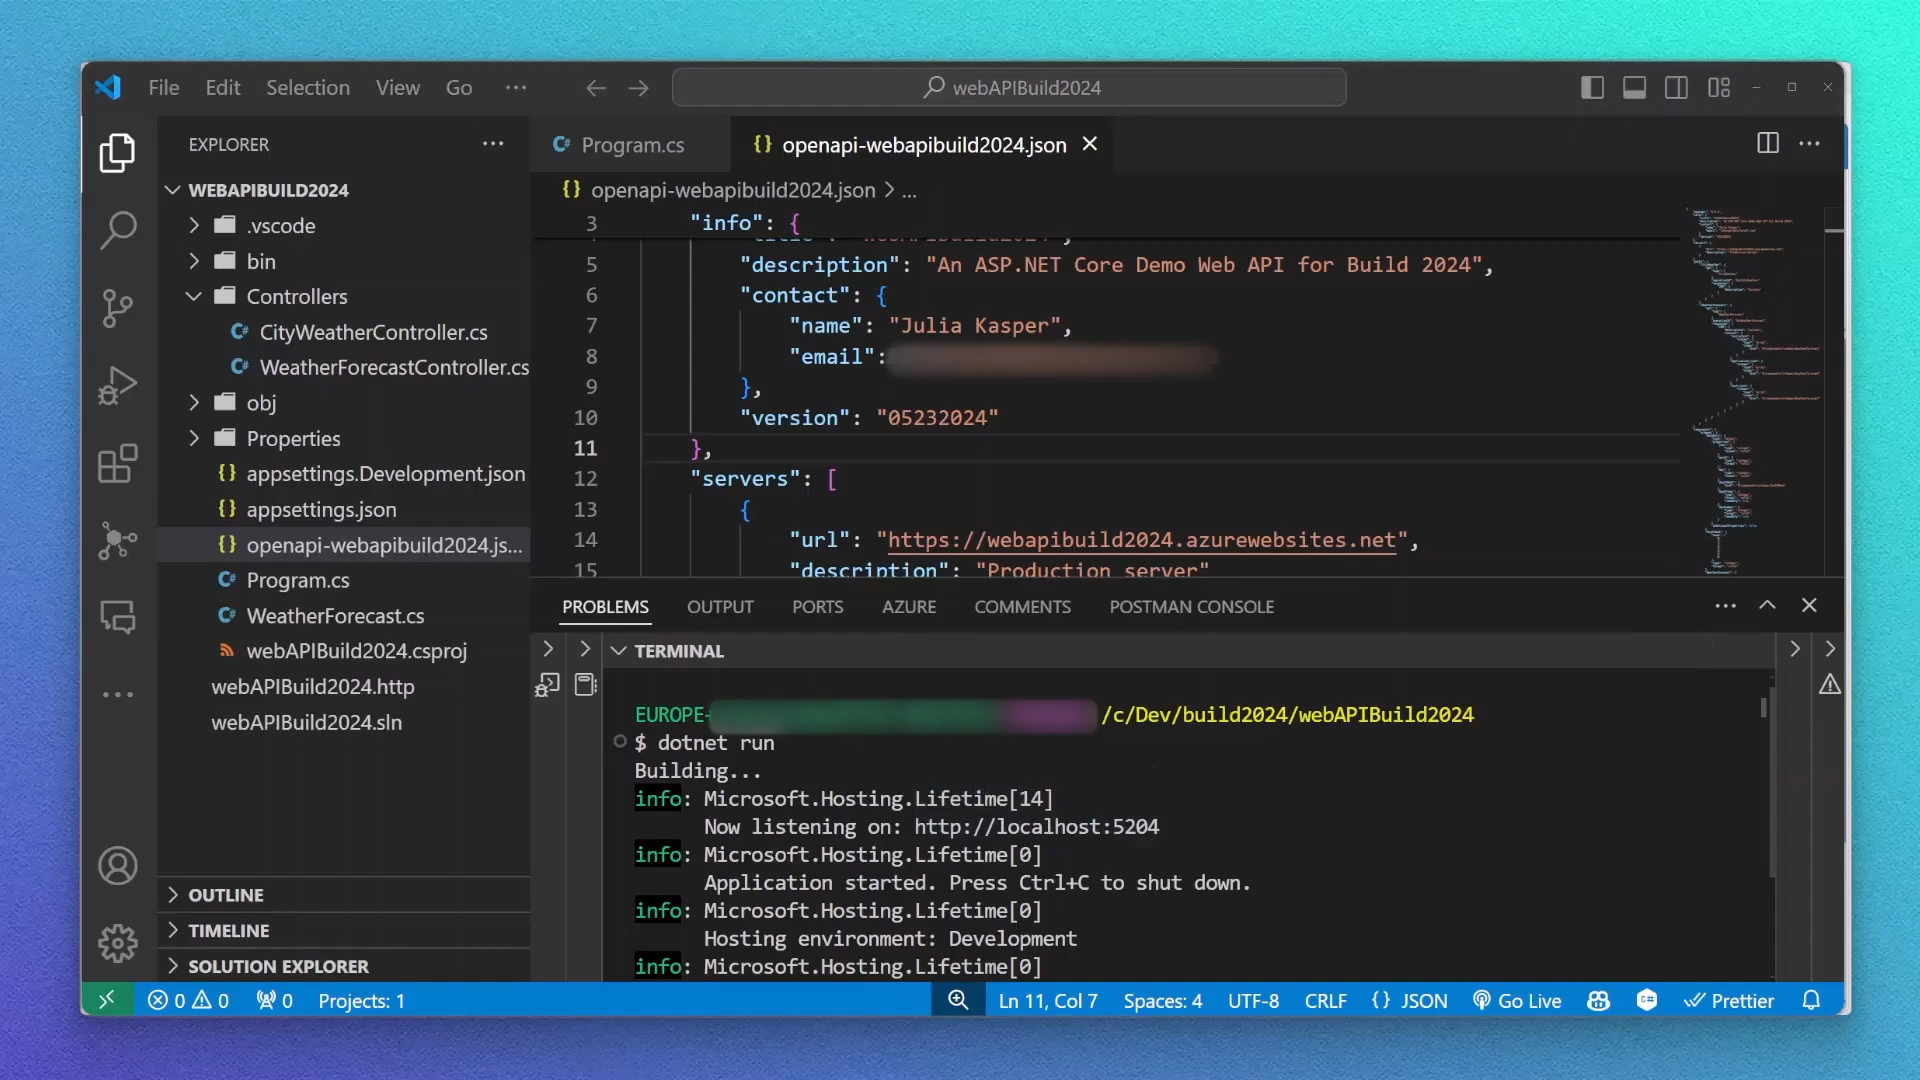 File Edit Selection View Go ···
webAPIBuild2024
EXPLORER
WEBAPIBUILD2024
.vscode
bin
Controllers
CityWeatherController.cs
WeatherForecastController.cs
obj
Properties
{} appsettings.Development.json
{} appsettings.json
{} openapi-webapibuild2024.js...
C# Program.cs
C# WeatherForecast.cs
webAPIBuild2024.csproj
webAPIBuild2024.http
webAPIBuild2024.sln
OUTLINE
TIMELINE
SOLUTION EXPLORER
C# Program.cs
{} openapi-webapibuild2024.json
{} openapi-webapibuild2024.json > ...
3 "info": {
5 "description": "An ASP.NET Core Demo Web API for Build 2024",
6 "contact": {
7 "name": "Julia Kasper",
8 "email":
9 },
10 "version": "05232024"
11 },
12 "servers": [
13 {
14 "url": "https://webapibuild2024.azurewebsites.net",
15 "description": "Production server"
PROBLEMS OUTPUT PORTS AZURE COMMENTS POSTMAN CONSOLE
TERMINAL
EUROPE- /c/Dev/build2024/webAPIBuild2024
$ dotnet run
Building...
info: Microsoft.Hosting.Lifetime[14]
Now listening on: http://localhost:5204
info: Microsoft.Hosting.Lifetime[0]
Application started. Press Ctrl+C to shut down.
info: Microsoft.Hosting.Lifetime[0]
Hosting environment: Development
info: Microsoft.Hosting.Lifetime[0]
0 0 0 Projects: 1 Ln 11, Col 7 Spaces: 4 UTF-8 CRLF {} JSON Go Live Prettier